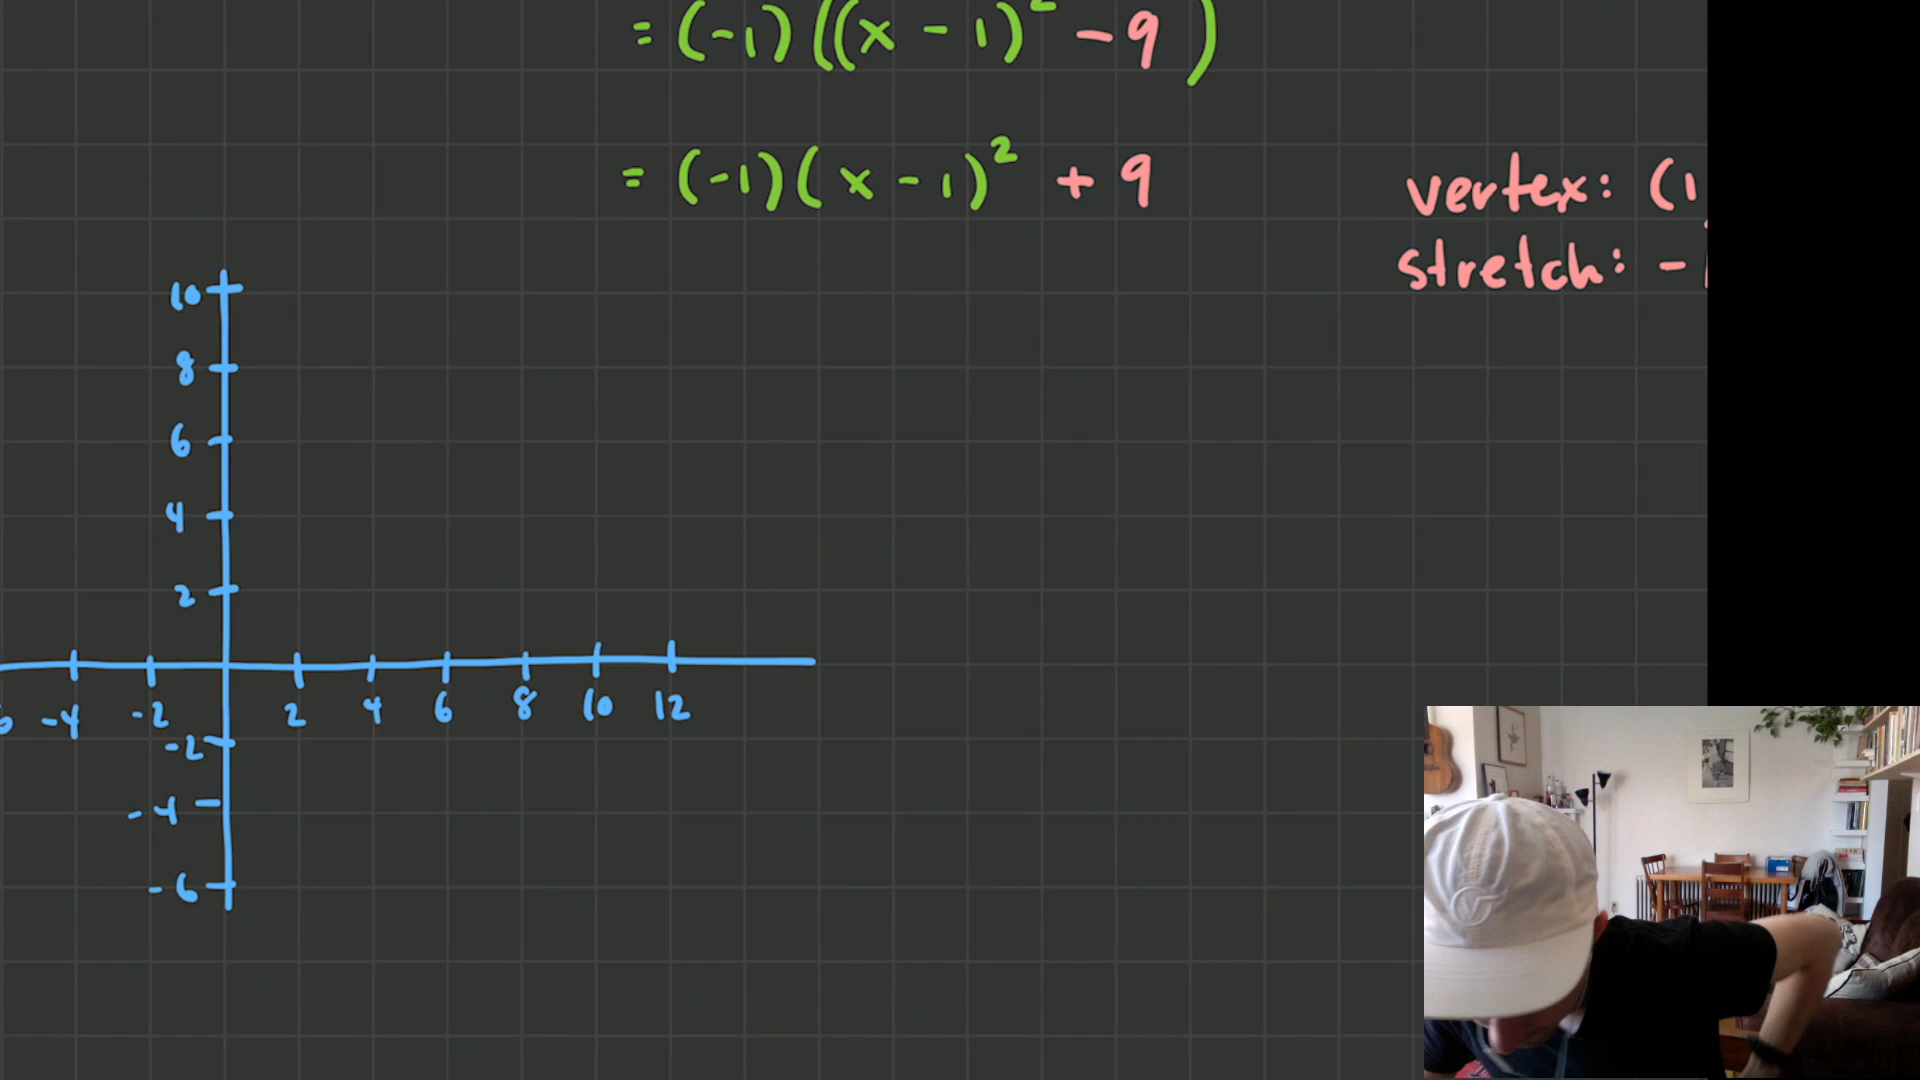 = (-1)((x - 1)² - 9)
= (-1)(x - 1)² + 9
vertex: (1
stretch: -
10
8
6
4
2
-4 -2 2 4 6 8 10 12
-2
-4
-6